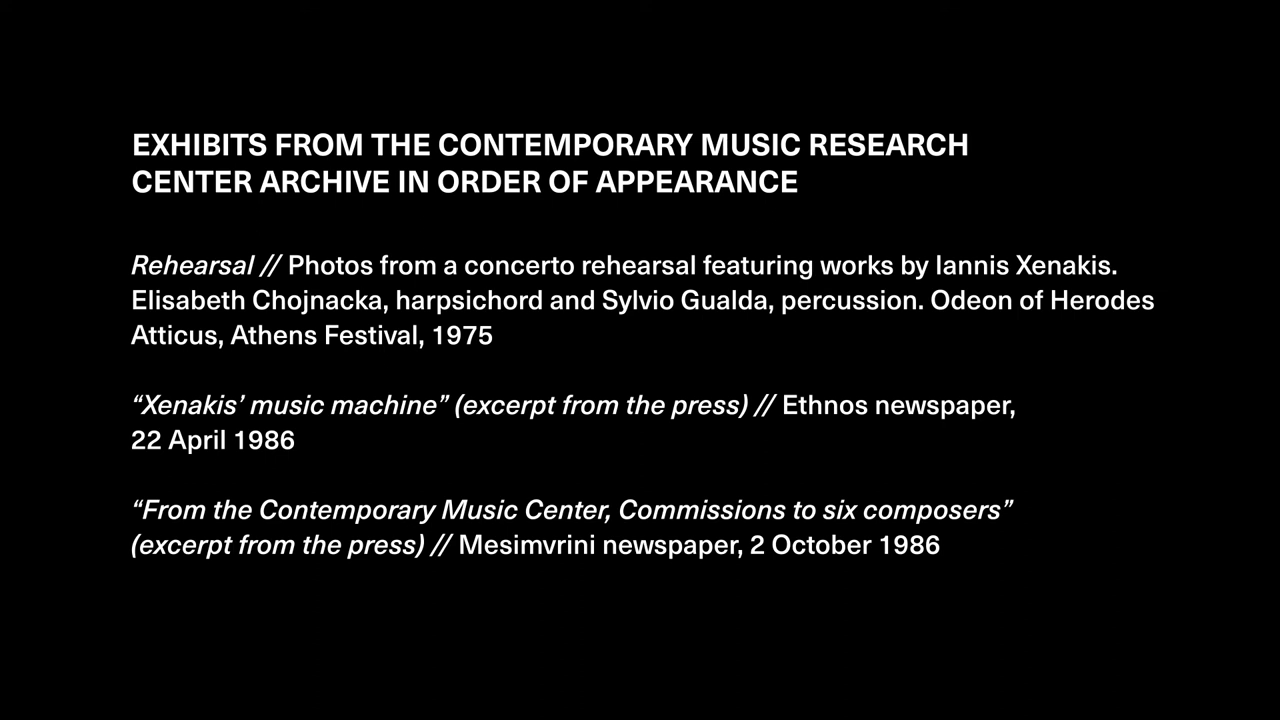 EXHIBITS FROM THE CONTEMPORARY MUSIC RESEARCH
CENTER ARCHIVE IN ORDER OF APPEARANCE
Rehearsal // Photos from a concerto rehearsal featuring works by Iannis Xenakis.
Elisabeth Chojnacka, harpsichord and Sylvio Gualda, percussion. Odeon of Herodes
Atticus, Athens Festival, 1975
“Xenakis’ music machine” (excerpt from the press) // Ethnos newspaper,
22 April 1986
“From the Contemporary Music Center, Commissions to six composers”
(excerpt from the press) // Mesimvrini newspaper, 2 October 1986